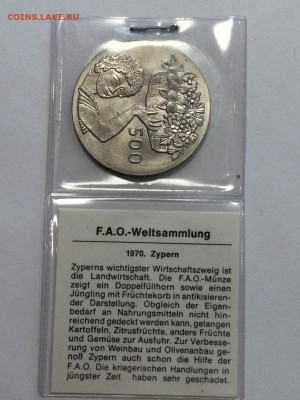 COINS.LAVE.RU
500
F.A.O.-Weltsammlung
1970. Zypern
Zyperns wichtigster Wirtschaftszweig ist
die Landwirtschaft. Die F.A.O.-Münze
zeigt ein Doppelfüllhorn sowie einen
Jüngling mit Früchtekorb in antikisieren-
der Darstellung. Obgleich der Eigen-
bedarf an Nahrungsmitteln nicht hin-
reichend gedeckt werden kann, gelangen
Kartoffeln, Zitrusfrüchte, andere Früchte
und Gemüse zur Ausfuhr. Zur Verbesse-
rung von Weinbau und Olivenanbau ge-
noß Zypern auch schon die Hilfe der
F.A.O. Die kriegerischen Handlungen in
jüngster Zeit haben sehr geschadet.